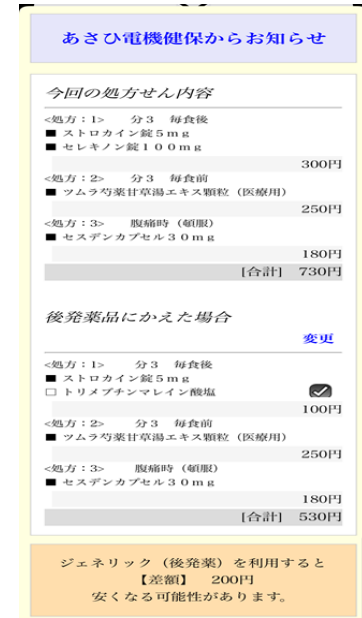 あさひ電機健保からお知らせ
今回の処方せん内容
<処方：1>　分3　毎食後
■ ストロカイン錠5mg
■ セレキノン錠100mg
300円
<処方：2>　分3　毎食前
■ ツムラ芍薬甘草湯エキス顆粒（医療用）
250円
<処方：3>　腹痛時（頓服）
■ セスデンカプセル30mg
180円
[合計]　730円
後発薬品にかえた場合
変更
<処方：1>　分3　毎食後
■ ストロカイン錠5mg
□ トリメプチンマレイン酸塩
100円
<処方：2>　分3　毎食前
■ ツムラ芍薬甘草湯エキス顆粒（医療用）
250円
<処方：3>　腹痛時（頓服）
■ セスデンカプセル30mg
180円
[合計]　530円
ジェネリック（後発薬）を利用すると
【差額】　200円
安くなる可能性があります。